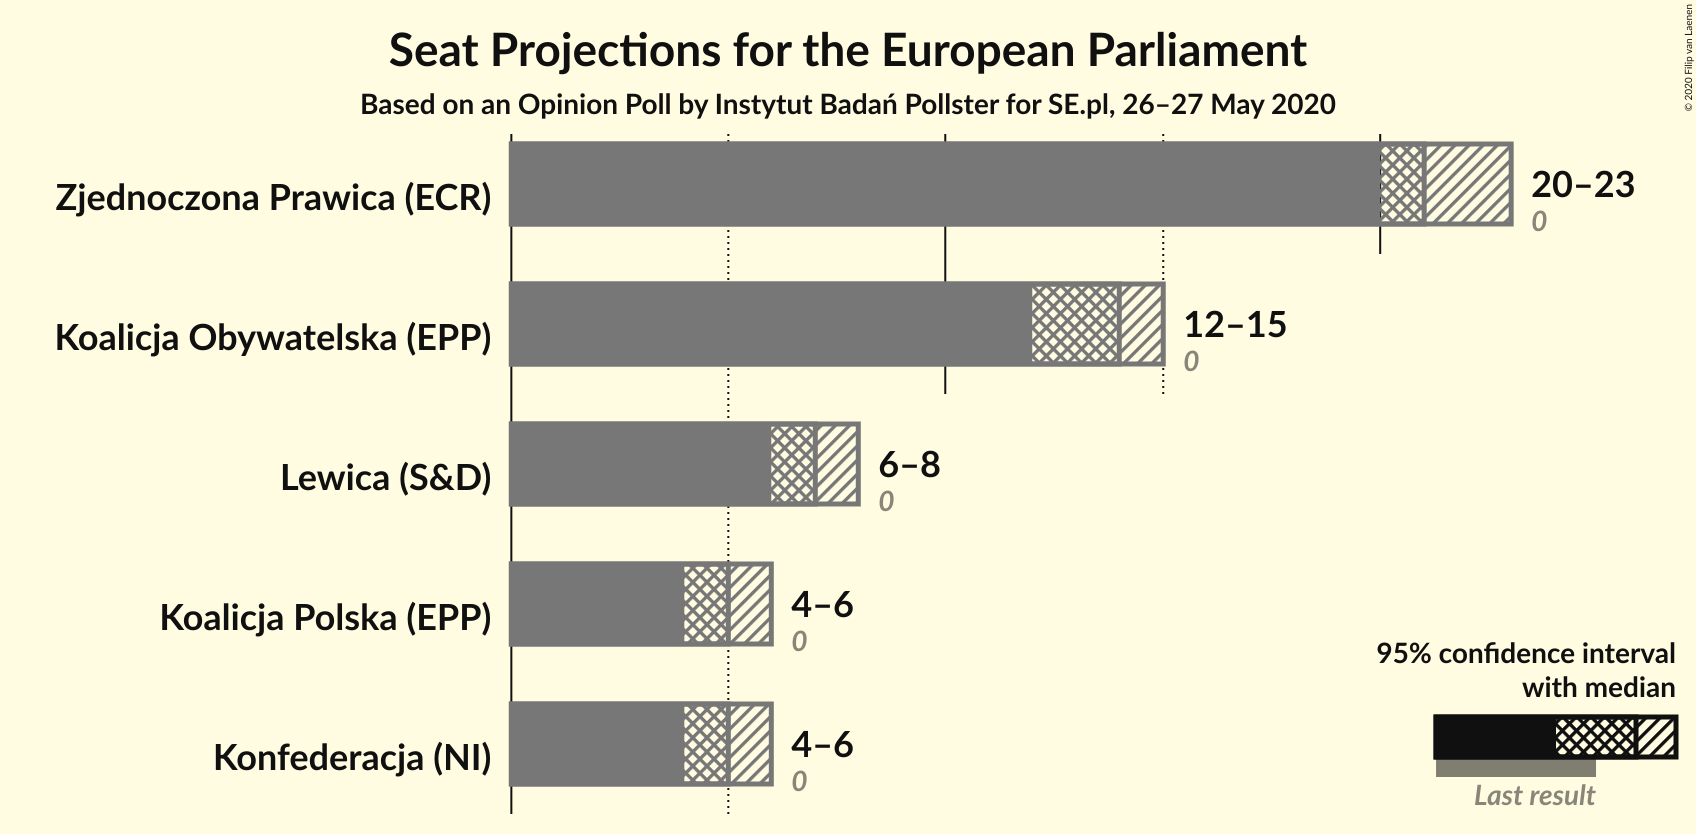 Seat Projections for the European Parliament
Based on an Opinion Poll by Instytut Badań Pollster for SE.pl, 26–27 May 2020
© 2020 Filip van Laenen
Zjednoczona Prawica (ECR)
20–23
0
Koalicja Obywatelska (EPP)
12–15
0
Lewica (S&D)
6–8
0
Koalicja Polska (EPP)
4–6
0
Konfederacja (NI)
4–6
0
95% confidence interval
with median
Last result